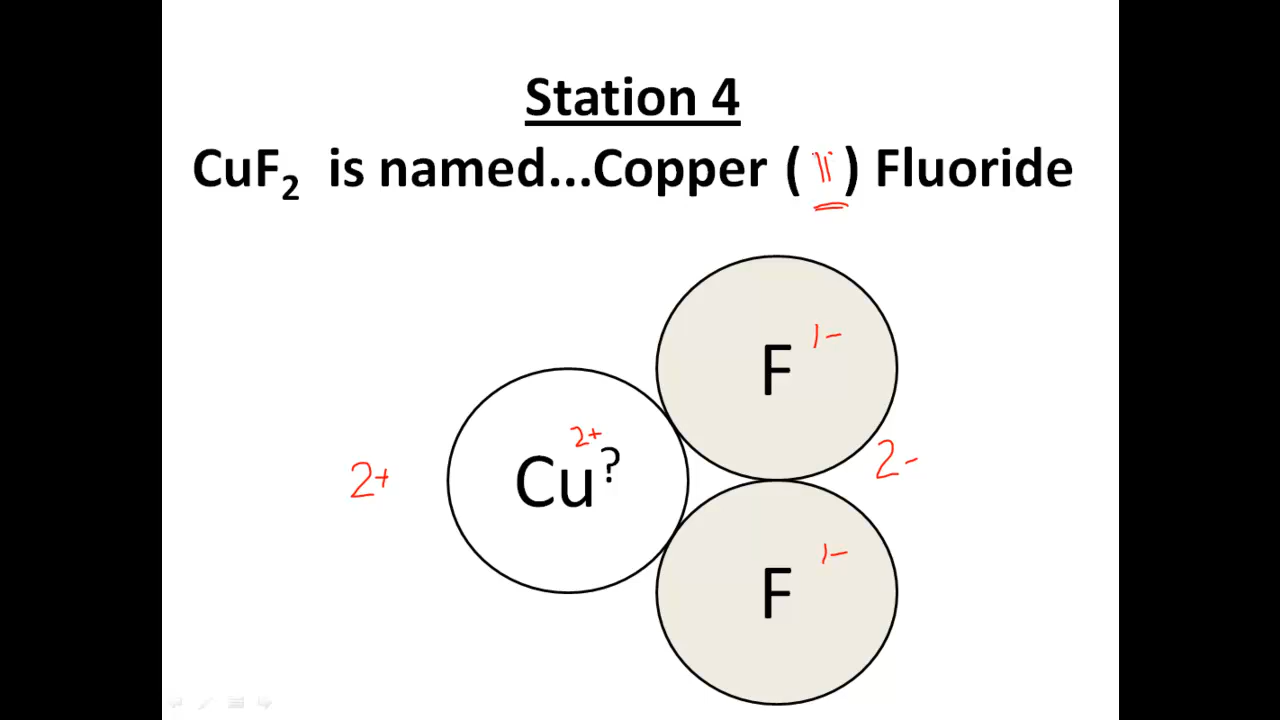 Station 4
CuF₂ is named...Copper (II) Fluoride
F 1-
2+
Cu? 2+
2-
F 1-